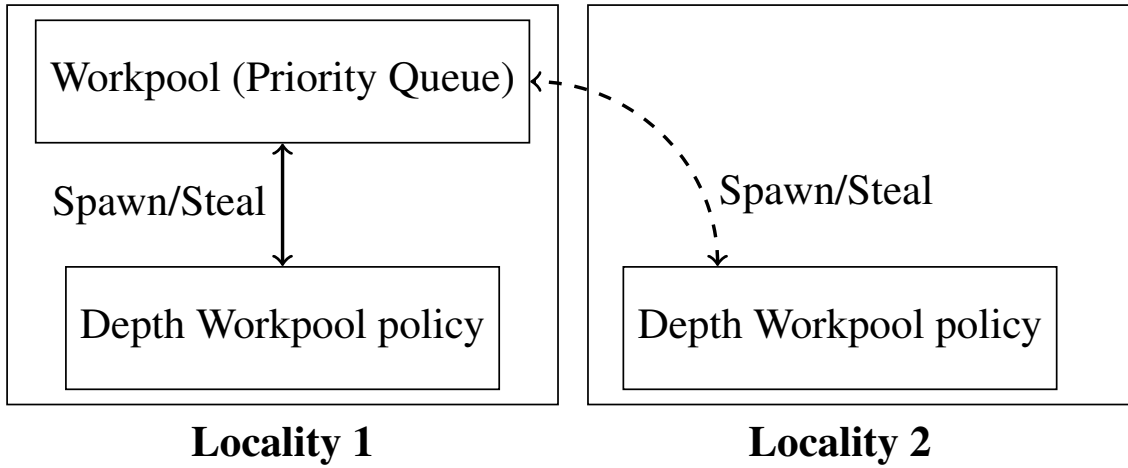 Workpool (Priority Queue)
Spawn/Steal
Spawn/Steal
Depth Workpool policy
Depth Workpool policy
Locality 1
Locality 2